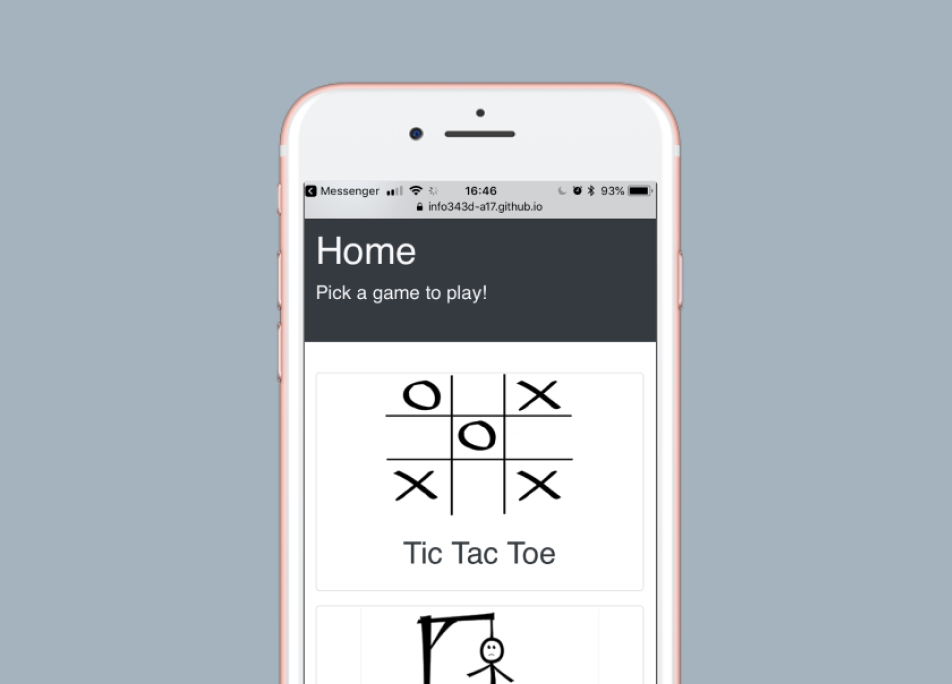 Messenger 16:46 93%
info343d-a17.github.io
Home
Pick a game to play!
O X
O
X X
Tic Tac Toe